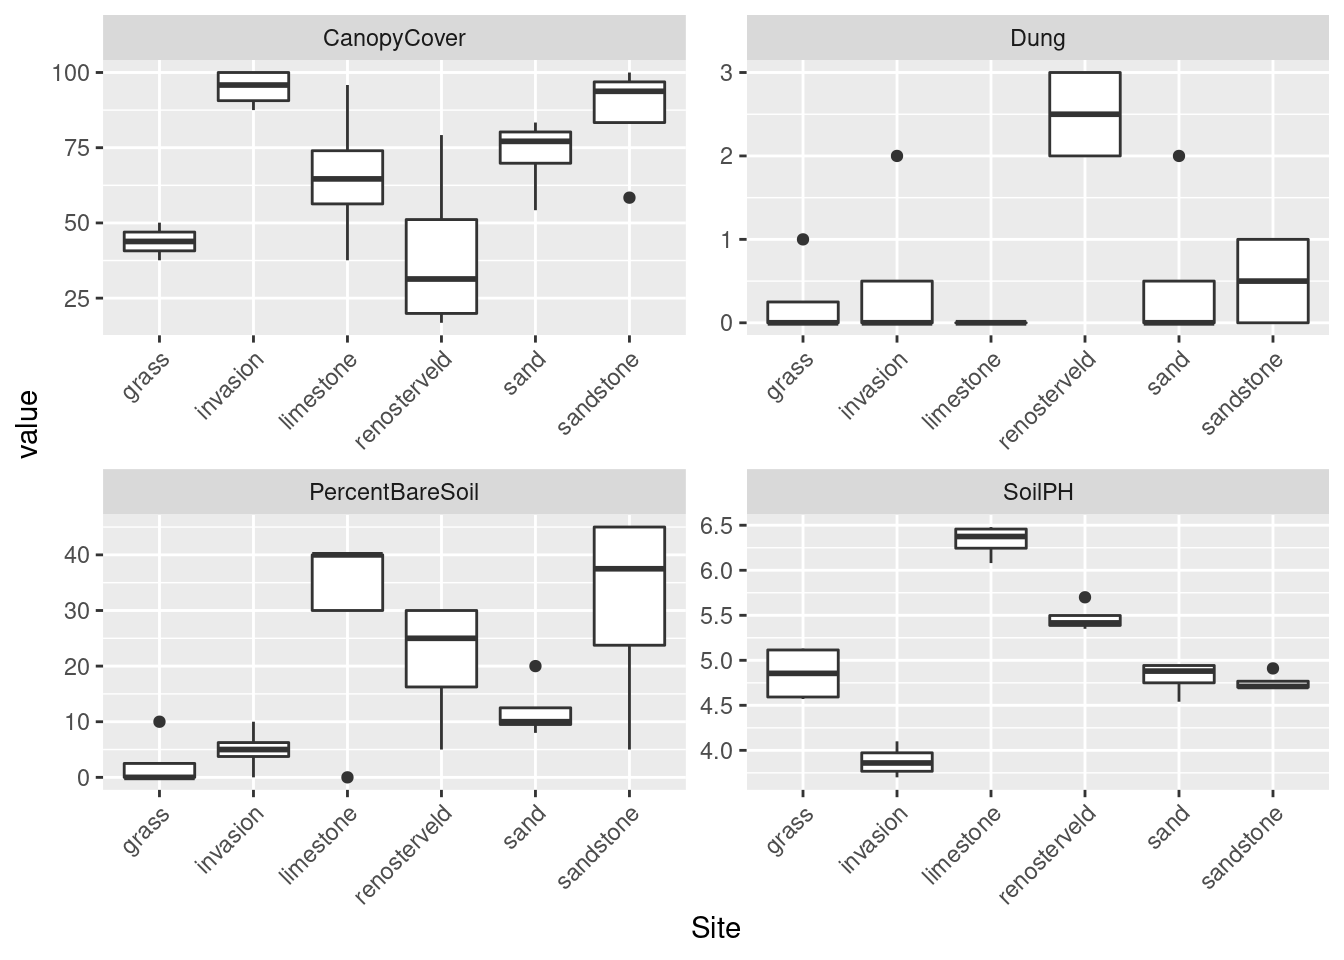 CanopyCover
100
75
50
25
grass
invasion
limestone
renosterveld
sand
sandstone
Dung
3
2
1
0
grass
invasion
limestone
renosterveld
sand
sandstone
value
PercentBareSoil
40
30
20
10
0
grass
invasion
limestone
renosterveld
sand
sandstone
SoilPH
6.5
6.0
5.5
5.0
4.5
4.0
grass
invasion
limestone
renosterveld
sand
sandstone
Site